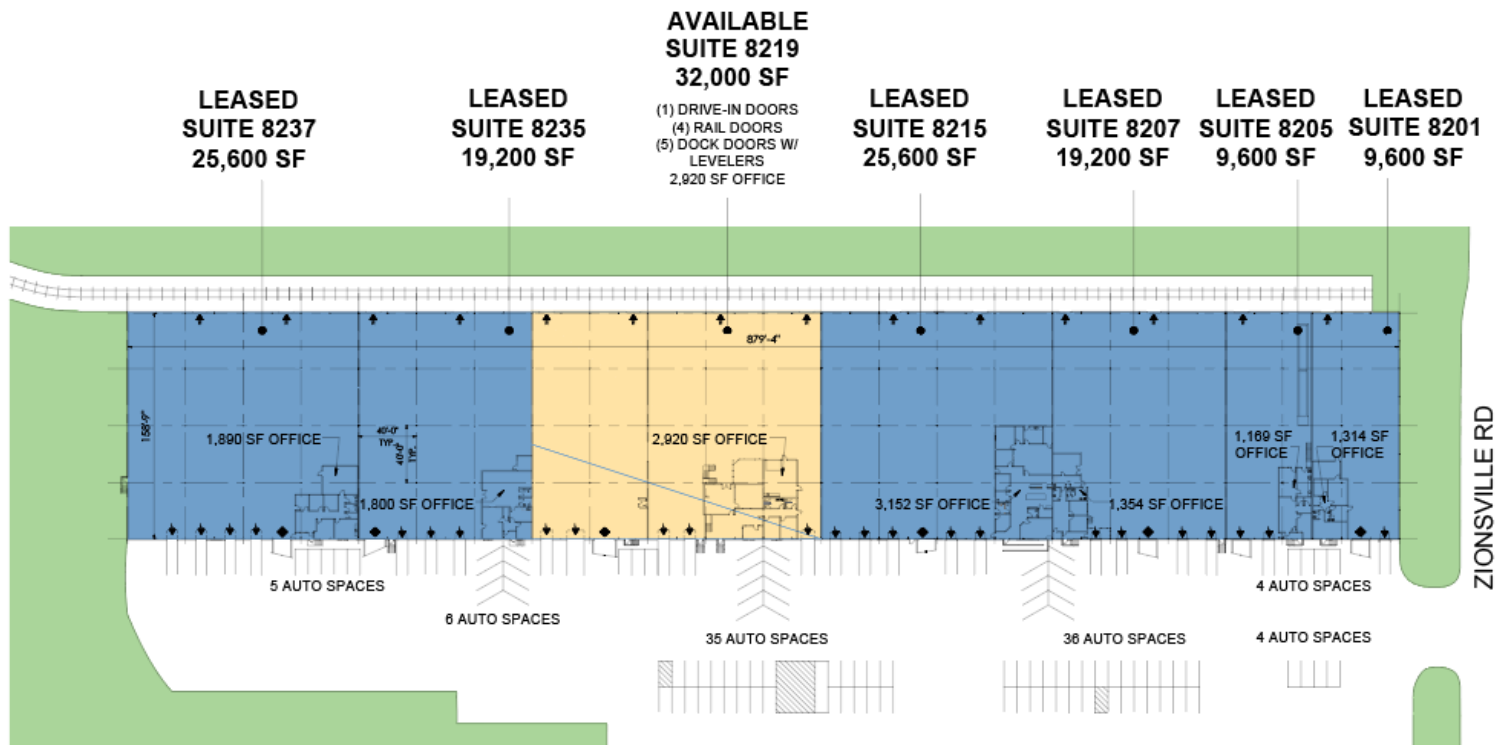 AVAILABLE
SUITE 8219
32,000 SF
(1) DRIVE-IN DOORS
(4) RAIL DOORS
(5) DOCK DOORS W/
LEVELERS
2,920 SF OFFICE
LEASED
SUITE 8237
25,600 SF
LEASED
SUITE 8235
19,200 SF
LEASED
SUITE 8215
25,600 SF
LEASED
SUITE 8207
19,200 SF
LEASED
SUITE 8205
9,600 SF
LEASED
SUITE 8201
9,600 SF
879'-4"
158'-9"
40'-0"
TYP.
40'-0"
TYP.
1,890 SF OFFICE
1,800 SF OFFICE
2,920 SF OFFICE
3,152 SF OFFICE
1,354 SF OFFICE
1,169 SF
OFFICE
1,314 SF
OFFICE
ZIONSVILLE RD
5 AUTO SPACES
6 AUTO SPACES
35 AUTO SPACES
36 AUTO SPACES
4 AUTO SPACES
4 AUTO SPACES